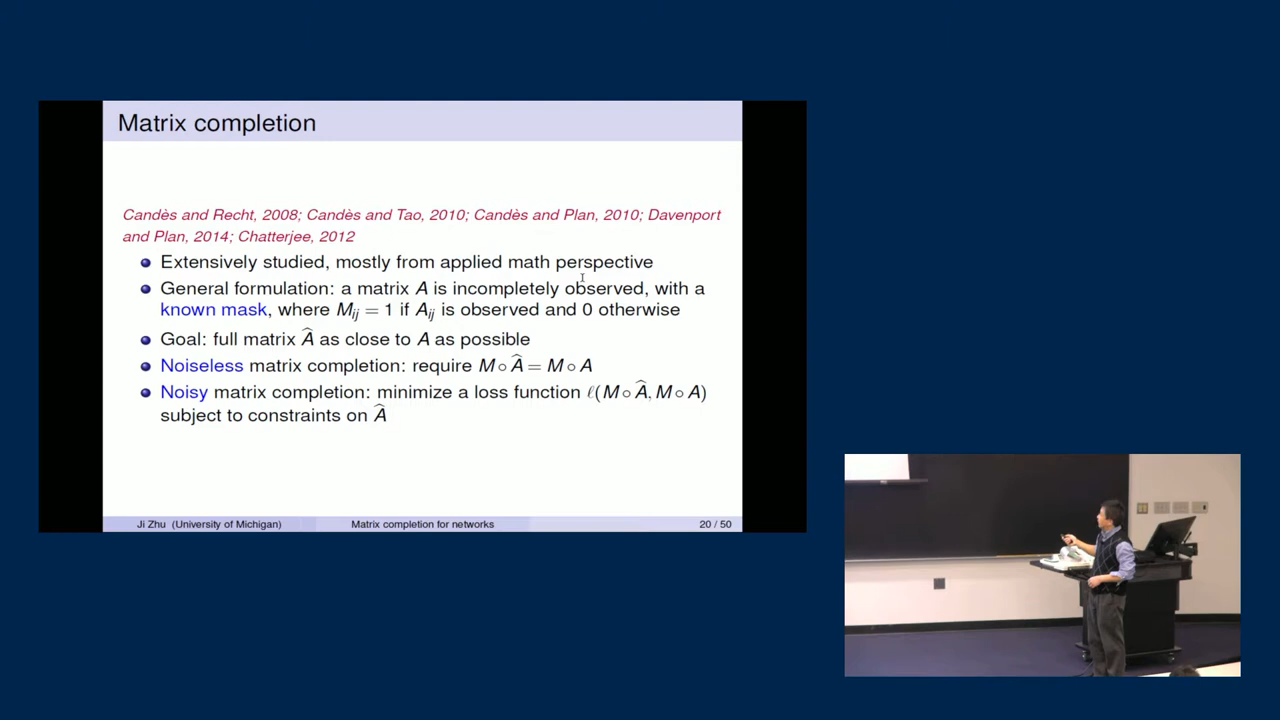 Matrix completion
Candès and Recht, 2008; Candès and Tao, 2010; Candès and Plan, 2010; Davenport
and Plan, 2014; Chatterjee, 2012
Extensively studied, mostly from applied math perspective
General formulation: a matrix A is incompletely observed, with a
known mask, where M_ij = 1 if A_ij is observed and 0 otherwise
Goal: full matrix Â as close to A as possible
Noiseless matrix completion: require M ∘ Â = M ∘ A
Noisy matrix completion: minimize a loss function ℓ(M ∘ Â, M ∘ A)
subject to constraints on Â
Ji Zhu (University of Michigan) Matrix completion for networks 20 / 50